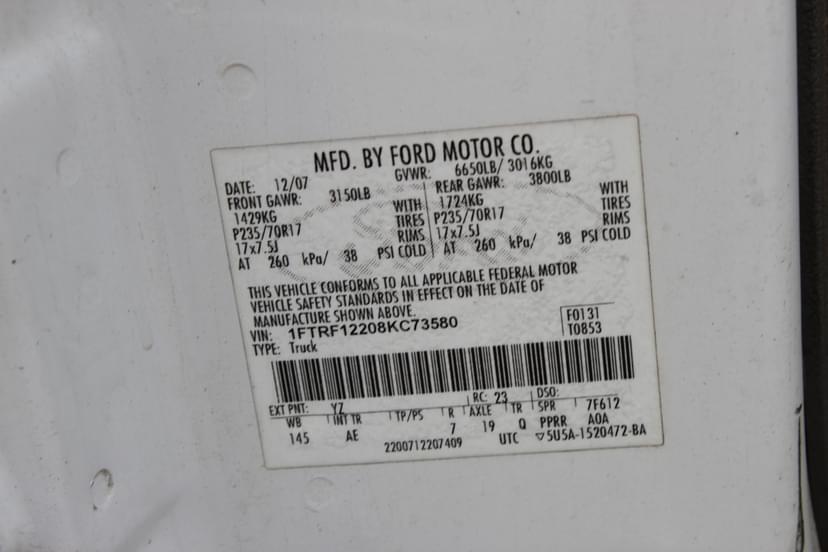 MFD. BY FORD MOTOR CO.
DATE: 12/07 GVWR: 6650LB/ 3016KG
FRONT GAWR: 3150LB REAR GAWR: 3800LB
1429KG WITH 1724KG WITH
P235/70R17 TIRES P235/70R17 TIRES
17x7.5J RIMS 17x7.5J RIMS
AT 260 kPa/ 38 PSI COLD AT 260 kPa/ 38 PSI COLD
THIS VEHICLE CONFORMS TO ALL APPLICABLE FEDERAL MOTOR
VEHICLE SAFETY STANDARDS IN EFFECT ON THE DATE OF
MANUFACTURE SHOWN ABOVE.
VIN: 1FTRF12208KC73580 F0131
TYPE: Truck T0853
EXT PNT: YZ RC: 23 DSO:
WB INT TR TP/PS R AXLE TR SPR 7F612
145 AE 7 19 Q PPRR A0A
2200712207409 UTC ▽5U5A-1520472-BA